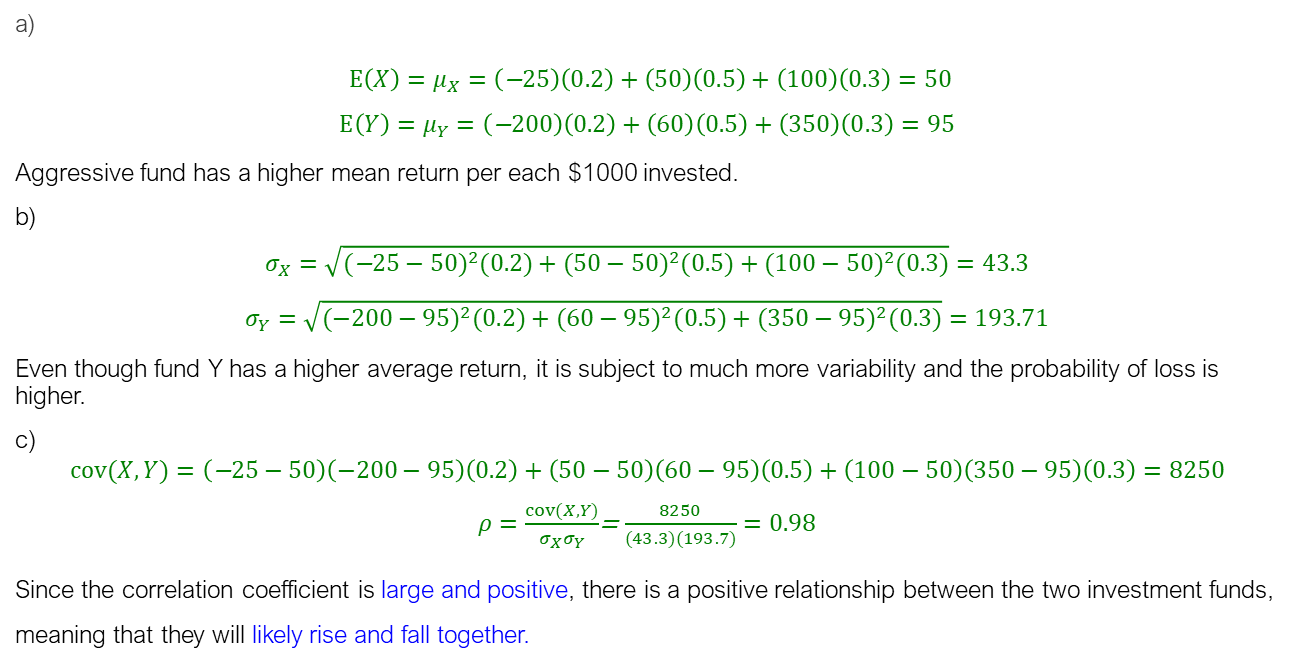 a)
E(X) = μ_X = (−25)(0.2) + (50)(0.5) + (100)(0.3) = 50
E(Y) = μ_Y = (−200)(0.2) + (60)(0.5) + (350)(0.3) = 95
Aggressive fund has a higher mean return per each $1000 invested.
b)
σ_X = √((−25 − 50)²(0.2) + (50 − 50)²(0.5) + (100 − 50)²(0.3)) = 43.3
σ_Y = √((−200 − 95)²(0.2) + (60 − 95)²(0.5) + (350 − 95)²(0.3)) = 193.71
Even though fund Y has a higher average return, it is subject to much more variability and the probability of loss is
higher.
c)
cov(X, Y) = (−25 − 50)(−200 − 95)(0.2) + (50 − 50)(60 − 95)(0.5) + (100 − 50)(350 − 95)(0.3) = 8250
ρ = cov(X,Y)/σ_Xσ_Y = 8250/(43.3)(193.7) = 0.98
Since the correlation coefficient is large and positive, there is a positive relationship between the two investment funds,
meaning that they will likely rise and fall together.